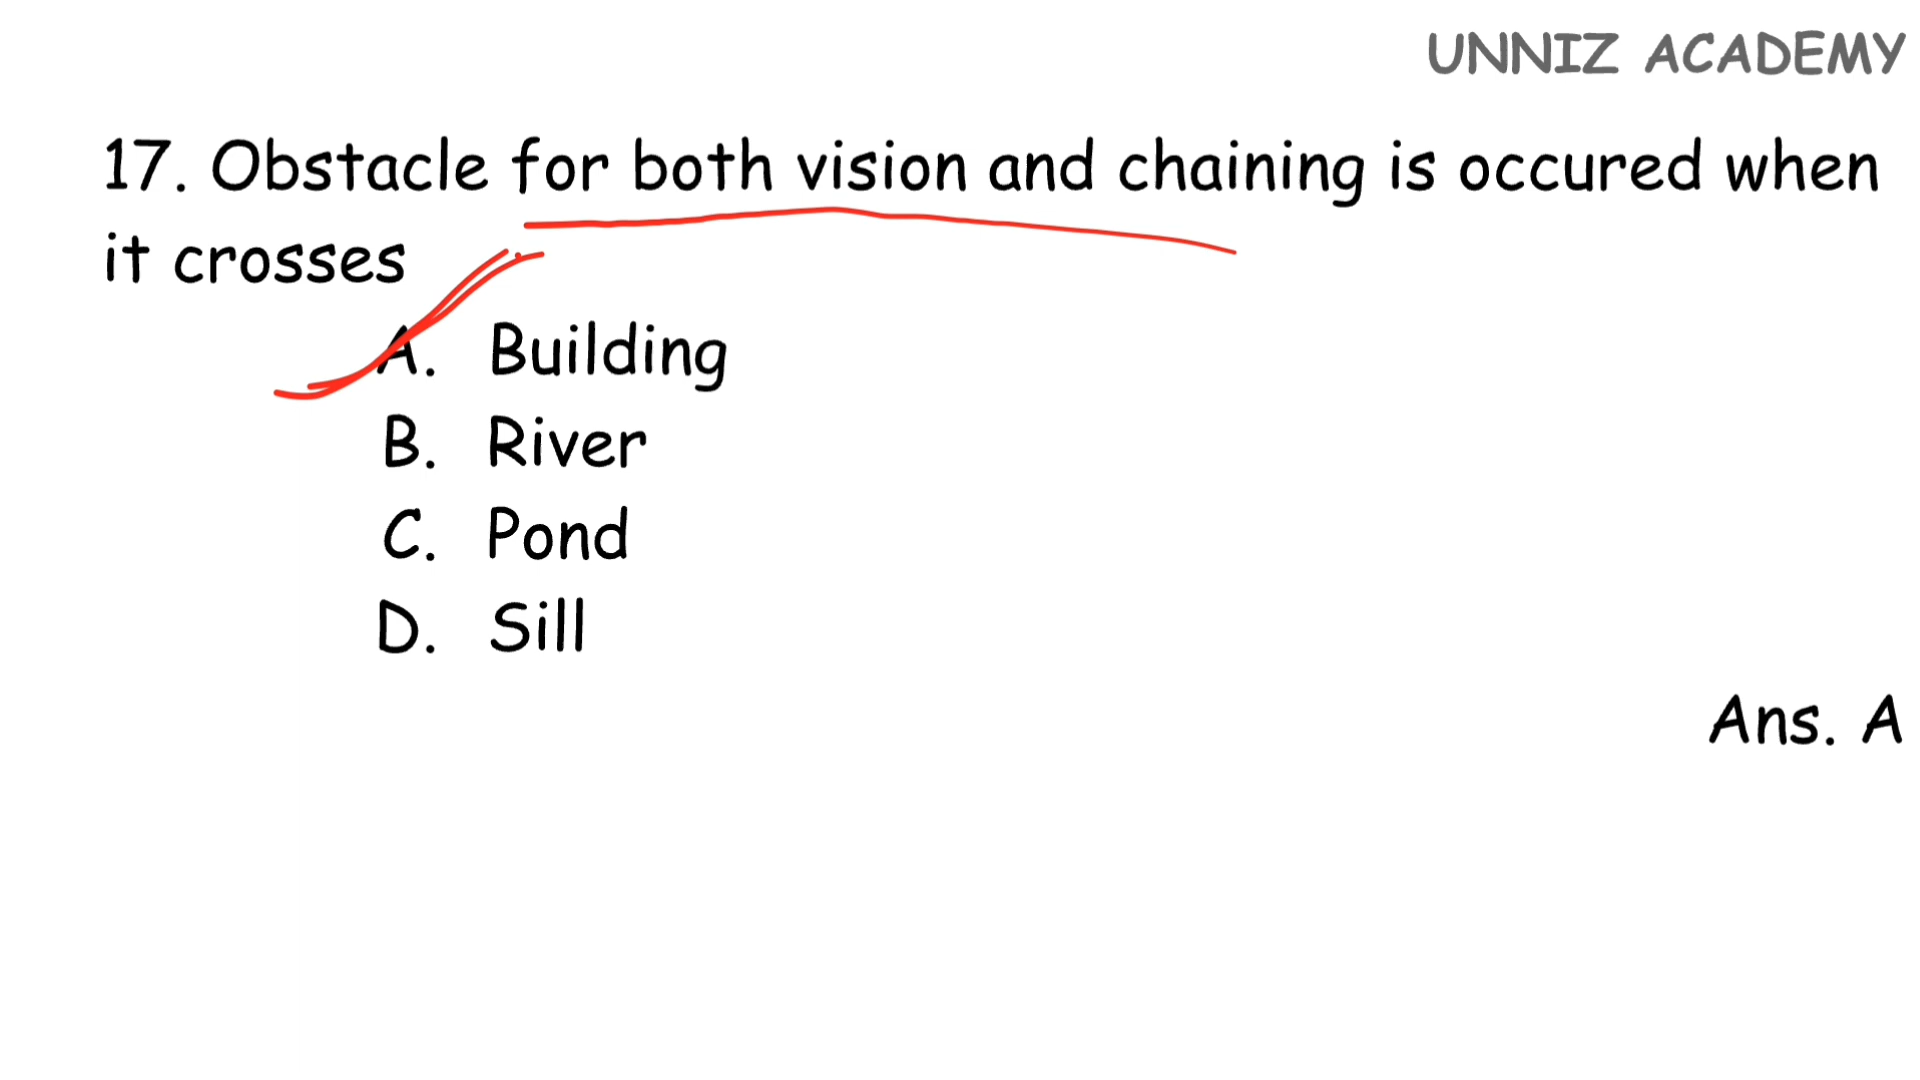 UNNIZ ACADEMY
17. Obstacle for both vision and chaining is occured when
it crosses
A. Building
B. River
C. Pond
D. Sill
Ans. A